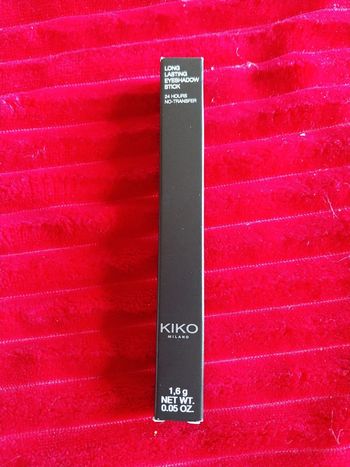 LONG
LASTING
EYESHADOW
STICK
24 HOURS
NO-TRANSFER
KIKO
MILANO
1,6 g
NET WT.
0.05 OZ.